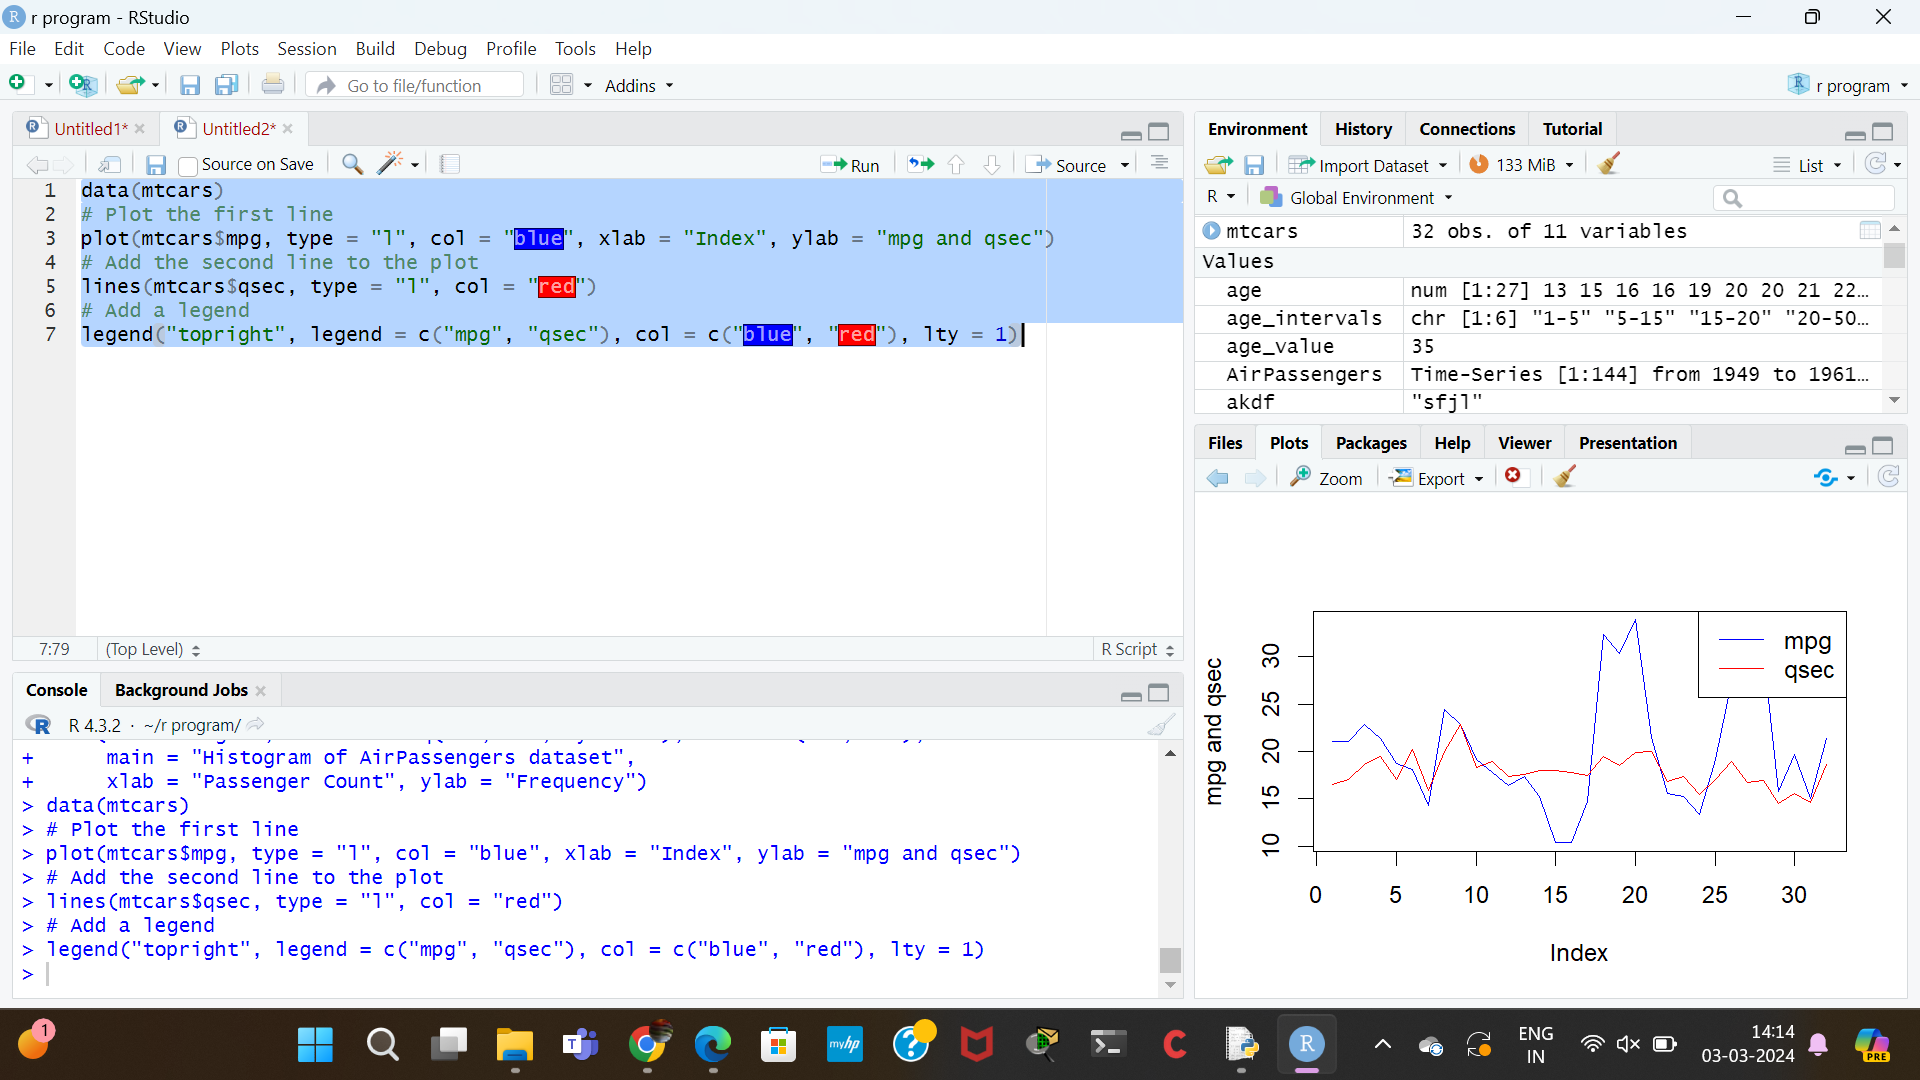 r program - RStudio
File Edit Code View Plots Session Build Debug Profile Tools Help
Go to file/function Addins r program
Untitled1* Untitled2*
Source on Save Run Source
1 data(mtcars)
2 # Plot the first line
3 plot(mtcars$mpg, type = "l", col = "blue", xlab = "Index", ylab = "mpg and qsec")
4 # Add the second line to the plot
5 lines(mtcars$qsec, type = "l", col = "red")
6 # Add a legend
7 legend("topright", legend = c("mpg", "qsec"), col = c("blue", "red"), lty = 1)
7:79 (Top Level) R Script
Console Background Jobs
R 4.3.2 · ~/r program/
+ main = "Histogram of AirPassengers dataset",
+ xlab = "Passenger Count", ylab = "Frequency")
> data(mtcars)
> # Plot the first line
> plot(mtcars$mpg, type = "l", col = "blue", xlab = "Index", ylab = "mpg and qsec")
> # Add the second line to the plot
> lines(mtcars$qsec, type = "l", col = "red")
> # Add a legend
> legend("topright", legend = c("mpg", "qsec"), col = c("blue", "red"), lty = 1)
>
Environment History Connections Tutorial
Import Dataset 133 MiB List
R Global Environment
mtcars 32 obs. of 11 variables
Values
age num [1:27] 13 15 16 16 19 20 20 21 22…
age_intervals chr [1:6] "1-5" "5-15" "15-20" "20-50…
age_value 35
AirPassengers Time-Series [1:144] from 1949 to 1961…
akdf "sfjl"
Files Plots Packages Help Viewer Presentation
Zoom Export
mpg
qsec
mpg and qsec
30
25
20
15
10
0 5 10 15 20 25 30
Index
1
myhp
ENG
IN
14:14
03-03-2024
PRE